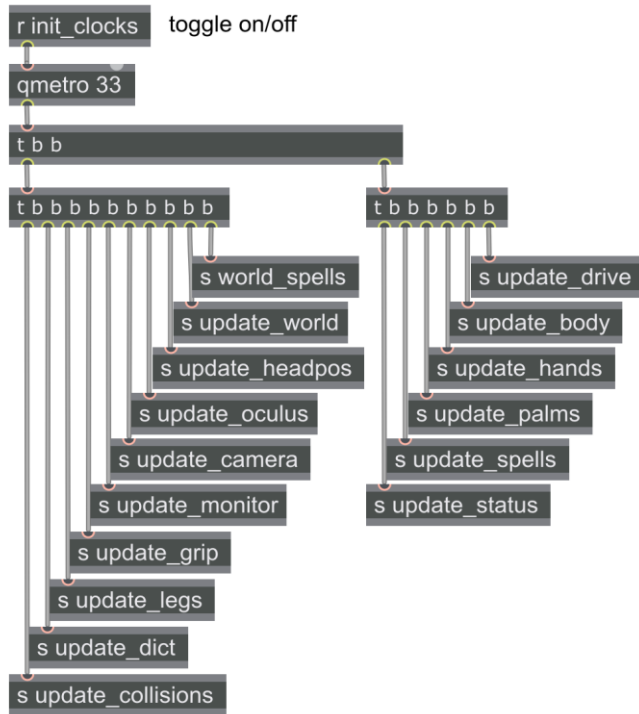 r init_clocks
toggle on/off
qmetro 33
t b b
t b b b b b b b b b b
t b b b b b b
s world_spells
s update_drive
s update_world
s update_body
s update_headpos
s update_hands
s update_oculus
s update_palms
s update_camera
s update_spells
s update_monitor
s update_status
s update_grip
s update_legs
s update_dict
s update_collisions